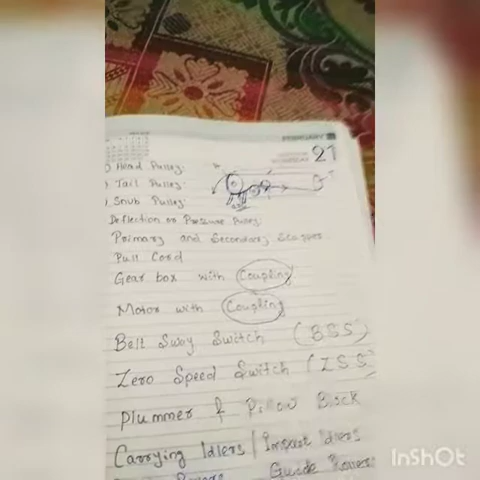 21
Head Pulley.
Tail Pulley.
Snub Pulley.
Deflection or Pressure Pulley.
Primary and Secondary Scapper
Pull Cord
Gear box with Coupling
Motor with Coupling
Belt Sway Switch (BSS)
Zero Speed Switch (ZSS)
Plummer & Pillow Block
Carrying Idlers / Impact Idlers
Guide Rollers
InShOt